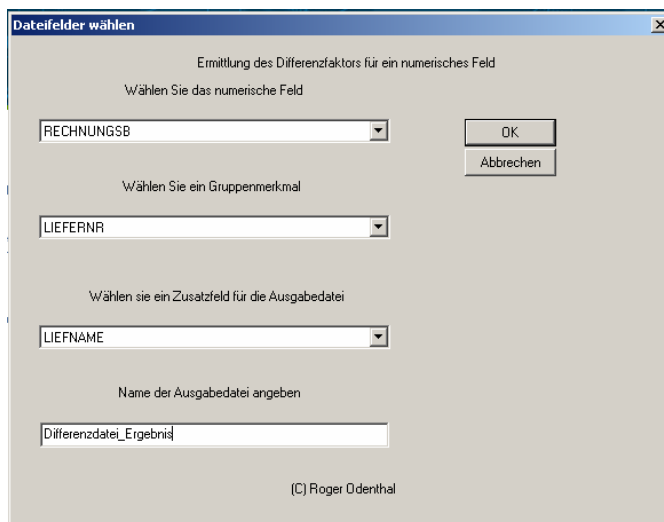 Dateifelder wählen
Ermittlung des Differenzfaktors für ein numerisches Feld
Wählen Sie das numerische Feld
RECHNUNGSB
OK
Abbrechen
Wählen Sie ein Gruppenmerkmal
LIEFERNR
Wählen sie ein Zusatzfeld für die Ausgabedatei
LIEFNAME
Name der Ausgabedatei angeben
Differenzdatei_Ergebnis
(C) Roger Odenthal